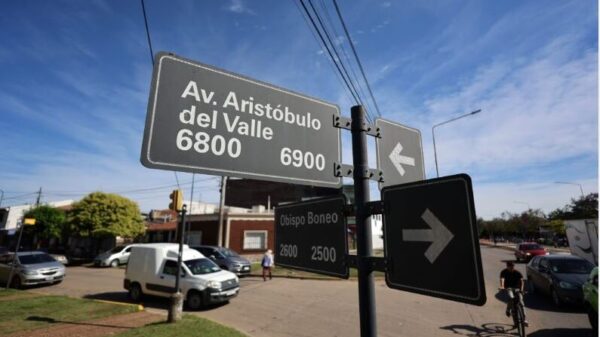 Av. Aristóbulo
del Valle
6800 6900
Obispo Boneo
2600 2500